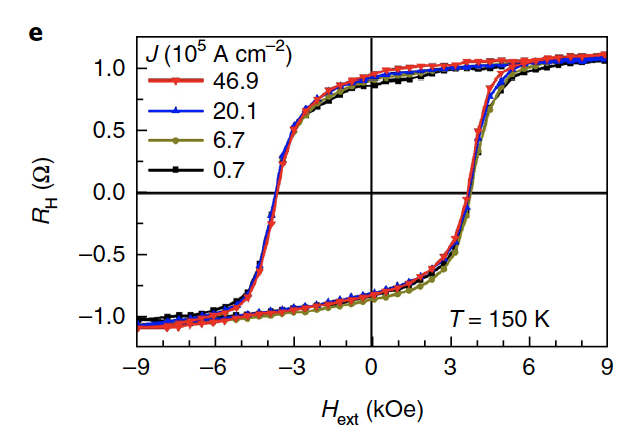 e
J (10⁵ A cm⁻²)
46.9
20.1
6.7
0.7
1.0
0.5
0.0
−0.5
−1.0
R_H (Ω)
T = 150 K
−9 −6 −3 0 3 6 9
H_ext (kOe)